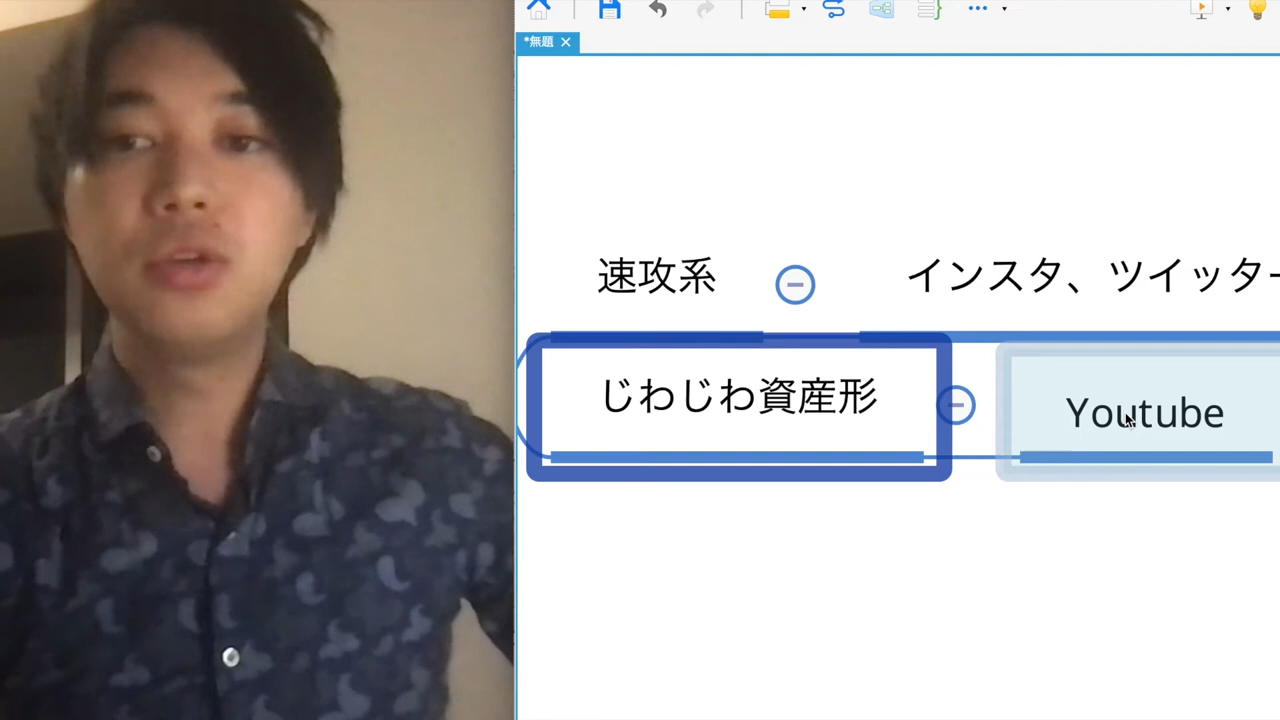 *無題
速攻系
インスタ、ツイッター
じわじわ資産形
Youtube